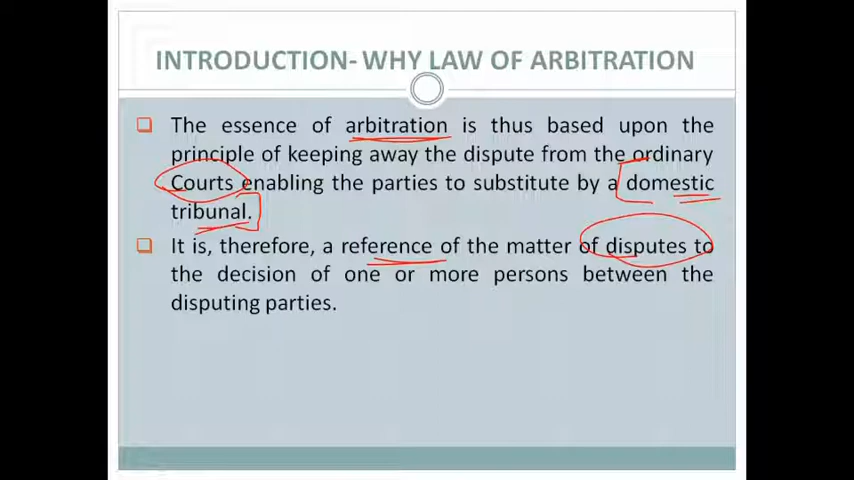 INTRODUCTION- WHY LAW OF ARBITRATION
The essence of arbitration is thus based upon the
principle of keeping away the dispute from the ordinary
Courts enabling the parties to substitute by a domestic
tribunal.
It is, therefore, a reference of the matter of disputes to
the decision of one or more persons between the
disputing parties.